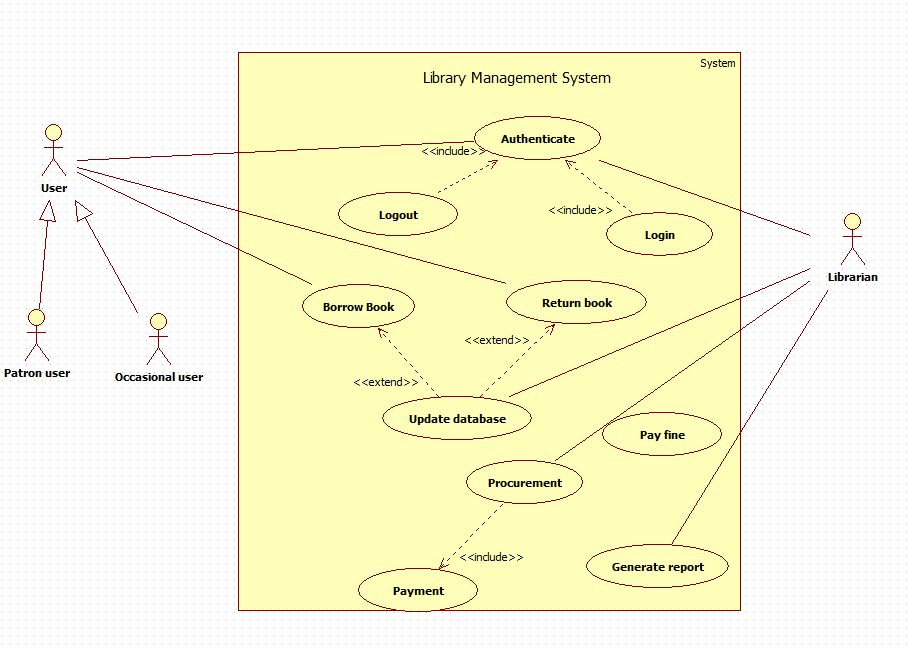 System
Library Management System
Authenticate
<<include>>
User
Logout
<<include>>
Login
Librarian
Borrow Book
Return book
<<extend>>
Patron user
Occasional user
<<extend>>
Update database
Pay fine
Procurement
<<include>>
Generate report
Payment